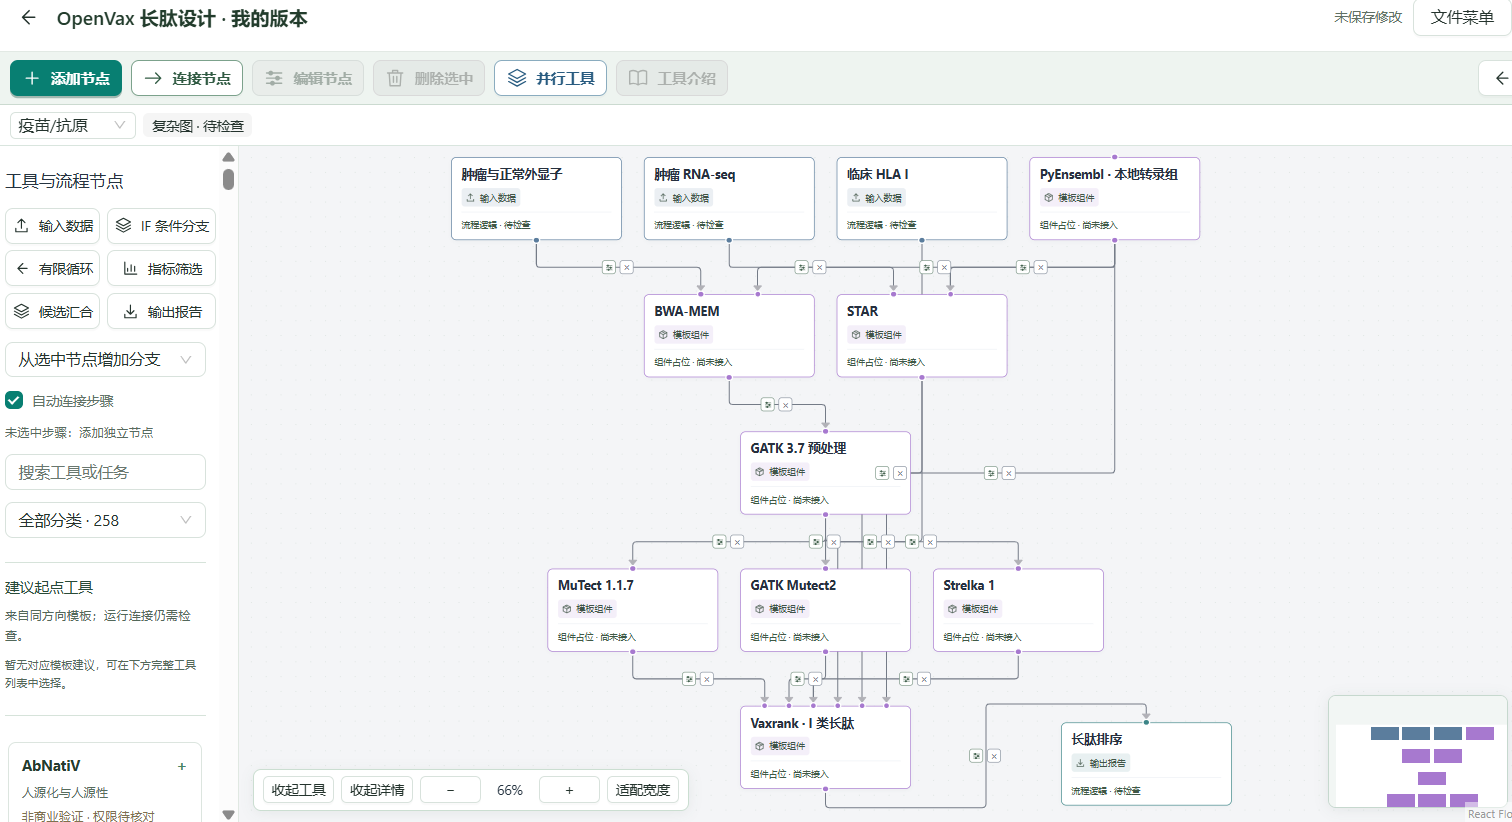 OpenVax 长肽设计 · 我的版本
未保存修改
文件菜单
添加节点
连接节点
编辑节点
删除选中
并行工具
工具介绍
疫苗/抗原
复杂图 · 待检查
工具与流程节点
输入数据
IF 条件分支
有限循环
指标筛选
候选汇合
输出报告
从选中节点增加分支
自动连接步骤
未选中步骤：添加独立节点
搜索工具或任务
全部分类 · 258
建议起点工具
来自同方向模板；运行连接仍需检
查。
暂无对应模板建议，可在下方完整工具
列表中选择。
AbNatiV
+
人源化与人源性
非商业验证 · 权限待核对
肿瘤与正常外显子
输入数据
流程逻辑 · 待检查
肿瘤 RNA-seq
输入数据
流程逻辑 · 待检查
临床 HLA I
输入数据
流程逻辑 · 待检查
PyEnsembl · 本地转录组
模板组件
组件占位 · 尚未接入
BWA-MEM
模板组件
组件占位 · 尚未接入
STAR
模板组件
组件占位 · 尚未接入
GATK 3.7 预处理
模板组件
组件占位 · 尚未接入
MuTect 1.1.7
模板组件
组件占位 · 尚未接入
GATK Mutect2
模板组件
组件占位 · 尚未接入
Strelka 1
模板组件
组件占位 · 尚未接入
Vaxrank · I 类长肽
模板组件
组件占位 · 尚未接入
长肽排序
输出报告
流程逻辑 · 待检查
收起工具
收起详情
−
66%
+
适配宽度
React Flo